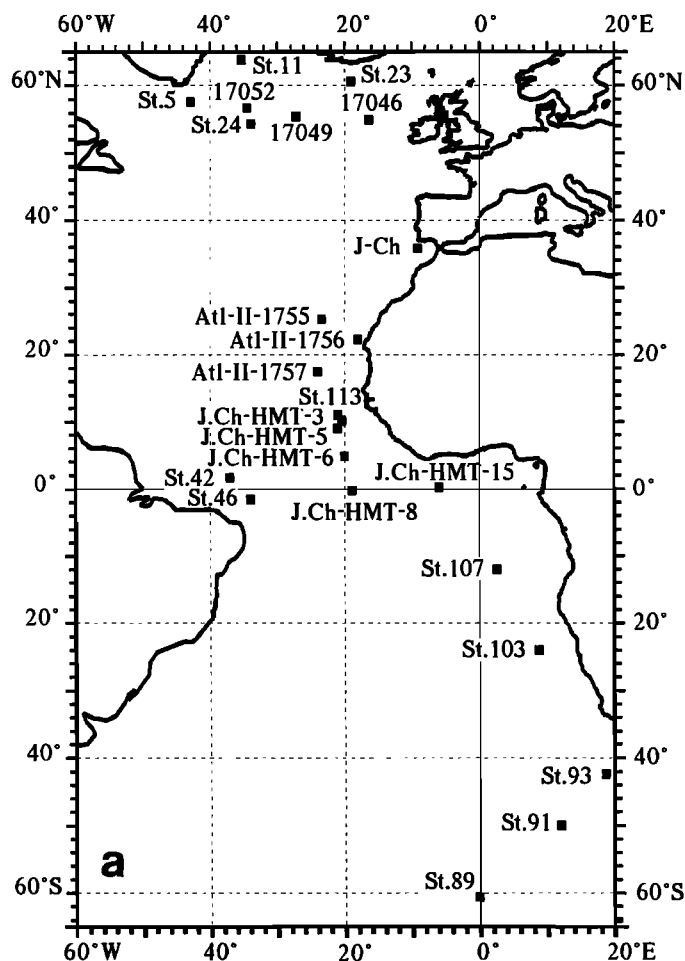 60°W 40° 20° 0° 20°E
60°N 60°N
St.11
St.23
St.5
17052
17046
St.24
17049
40° 40°
J-Ch
Atl-II-1755
Atl-II-1756
20° 20°
Atl-II-1757
St.113
J.Ch-HMT-3
J.Ch-HMT-5
J.Ch-HMT-6
J.Ch-HMT-15
St.42
0° 0°
St.46
J.Ch-HMT-8
St.107
20° 20°
St.103
40° 40°
St.93
St.91
a
St.89
60°S 60°S
60°W 40° 20° 0° 20°E